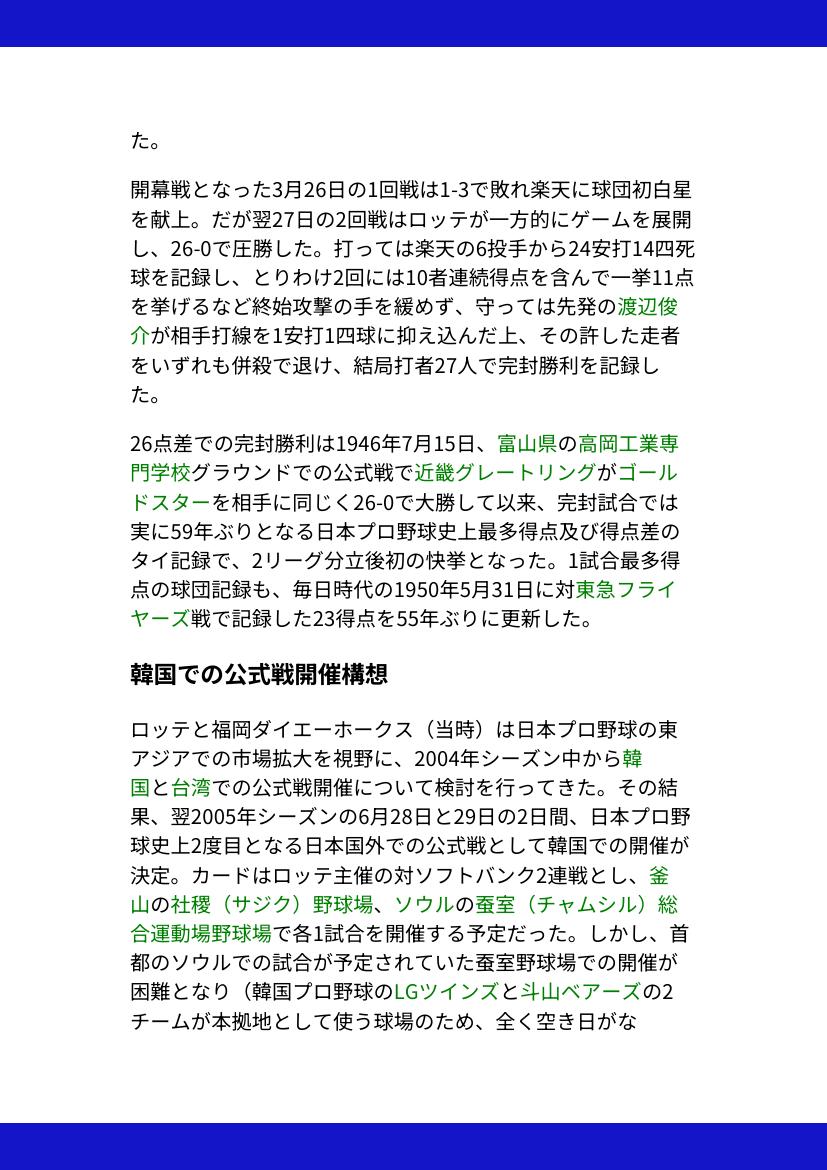 た。
開幕戦となった3月26日の1回戦は1-3で敗れ楽天に球団初白星
を献上。だが翌27日の2回戦はロッテが一方的にゲームを展開
し、26-0で圧勝した。打っては楽天の6投手から24安打14四死
球を記録し、とりわけ2回には10者連続得点を含んで一挙11点
を挙げるなど終始攻撃の手を緩めず、守っては先発の渡辺俊
介が相手打線を1安打1四球に抑え込んだ上、その許した走者
をいずれも併殺で退け、結局打者27人で完封勝利を記録し
た。
26点差での完封勝利は1946年7月15日、富山県の高岡工業専
門学校グラウンドでの公式戦で近畿グレートリングがゴール
ドスターを相手に同じく26-0で大勝して以来、完封試合では
実に59年ぶりとなる日本プロ野球史上最多得点及び得点差の
タイ記録で、2リーグ分立後初の快挙となった。1試合最多得
点の球団記録も、毎日時代の1950年5月31日に対東急フライ
ヤーズ戦で記録した23得点を55年ぶりに更新した。
韓国での公式戦開催構想
ロッテと福岡ダイエーホークス（当時）は日本プロ野球の東
アジアでの市場拡大を視野に、2004年シーズン中から韓
国と台湾での公式戦開催について検討を行ってきた。その結
果、翌2005年シーズンの6月28日と29日の2日間、日本プロ野
球史上2度目となる日本国外での公式戦として韓国での開催が
決定。カードはロッテ主催の対ソフトバンク2連戦とし、釜
山の社稷（サジク）野球場、ソウルの蚕室（チャムシル）総
合運動場野球場で各1試合を開催する予定だった。しかし、首
都のソウルでの試合が予定されていた蚕室野球場での開催が
困難となり（韓国プロ野球のLGツインズと斗山ベアーズの2
チームが本拠地として使う球場のため、全く空き日がな